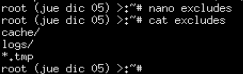 root (jue dic 05) >:~# nano excludes
root (jue dic 05) >:~# cat excludes
cache/
logs/
*.tmp
root (jue dic 05) >:~#